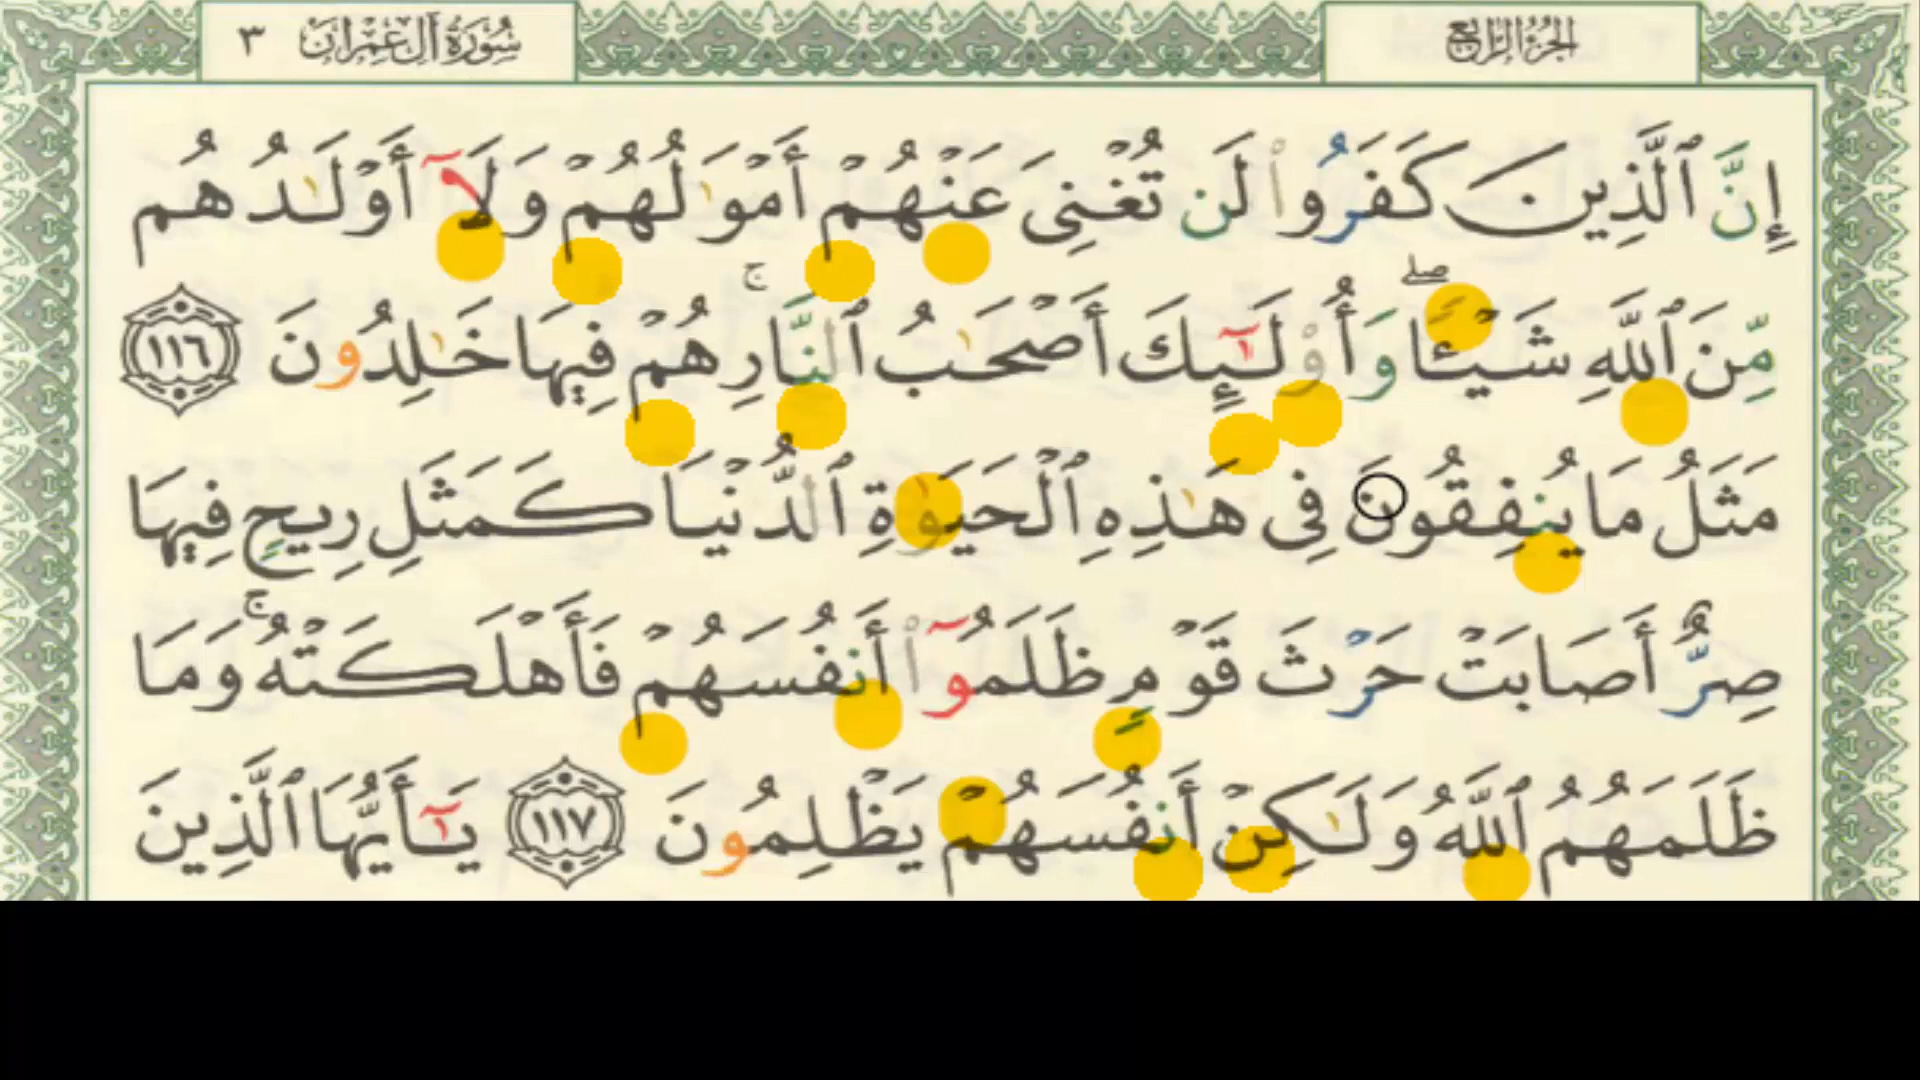 الجزء الرابع
سورة آل عمران ٣
إِنَّ ٱلَّذِينَ كَفَرُوا۟ لَن تُغْنِىَ عَنْهُمْ أَمْوَٰلُهُمْ وَلَآ أَوْلَـٰدُهُم
مِّنَ ٱللَّهِ شَيْـًٔا ۖ وَأُو۟لَـٰٓئِكَ أَصْحَـٰبُ ٱلنَّارِ ۚ هُمْ فِيهَا خَـٰلِدُونَ ١١٦
مَثَلُ مَا يُنفِقُونَ فِى هَـٰذِهِ ٱلْحَيَوٰةِ ٱلدُّنْيَا كَمَثَلِ رِيحٍ فِيهَا
صِرٌّ أَصَابَتْ حَرْثَ قَوْمٍ ظَلَمُوٓا۟ أَنفُسَهُمْ فَأَهْلَكَتْهُ ۚ وَمَا
ظَلَمَهُمُ ٱللَّهُ وَلَـٰكِنْ أَنفُسَهُمْ يَظْلِمُونَ ١١٧ يَـٰٓأَيُّهَا ٱلَّذِينَ